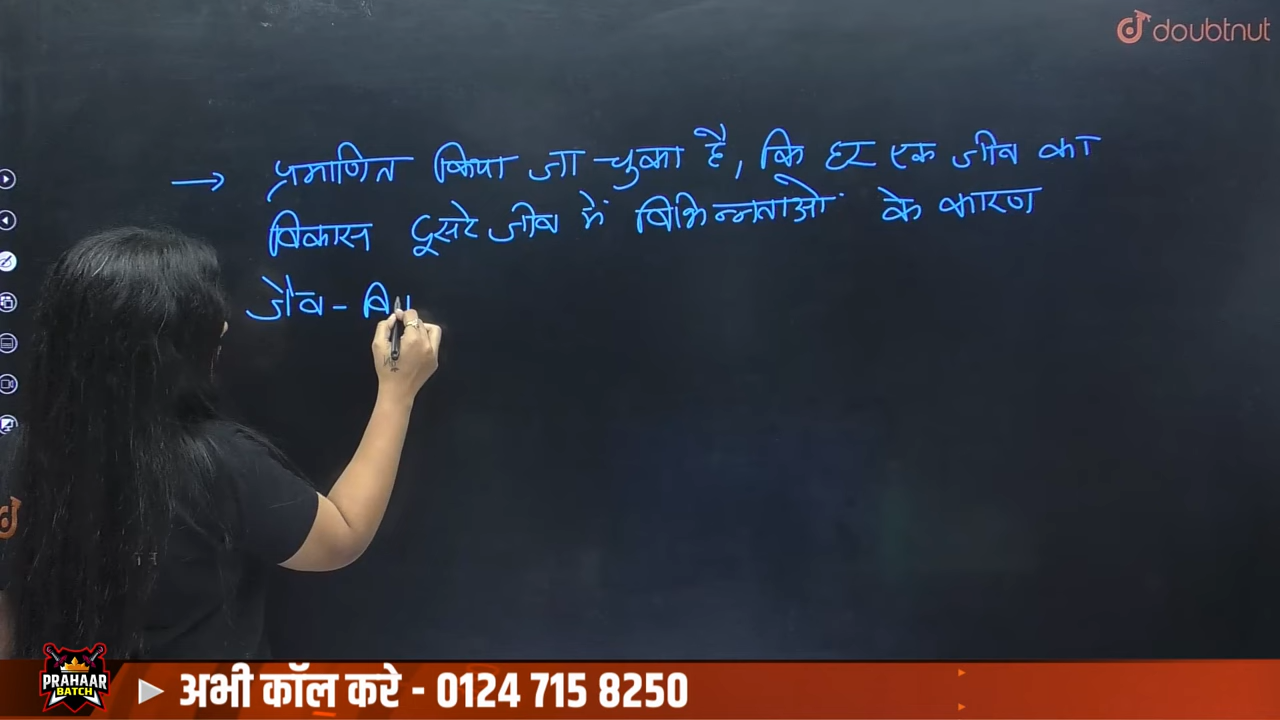 doubtnut
→ प्रमाणित किया जा चुका है, कि हर एक जीव का
विकास दूसरे जीव में विभिन्नताओं के कारण
जैव - वि
PRAHAAR
BATCH
अभी कॉल करे - 0124 715 8250